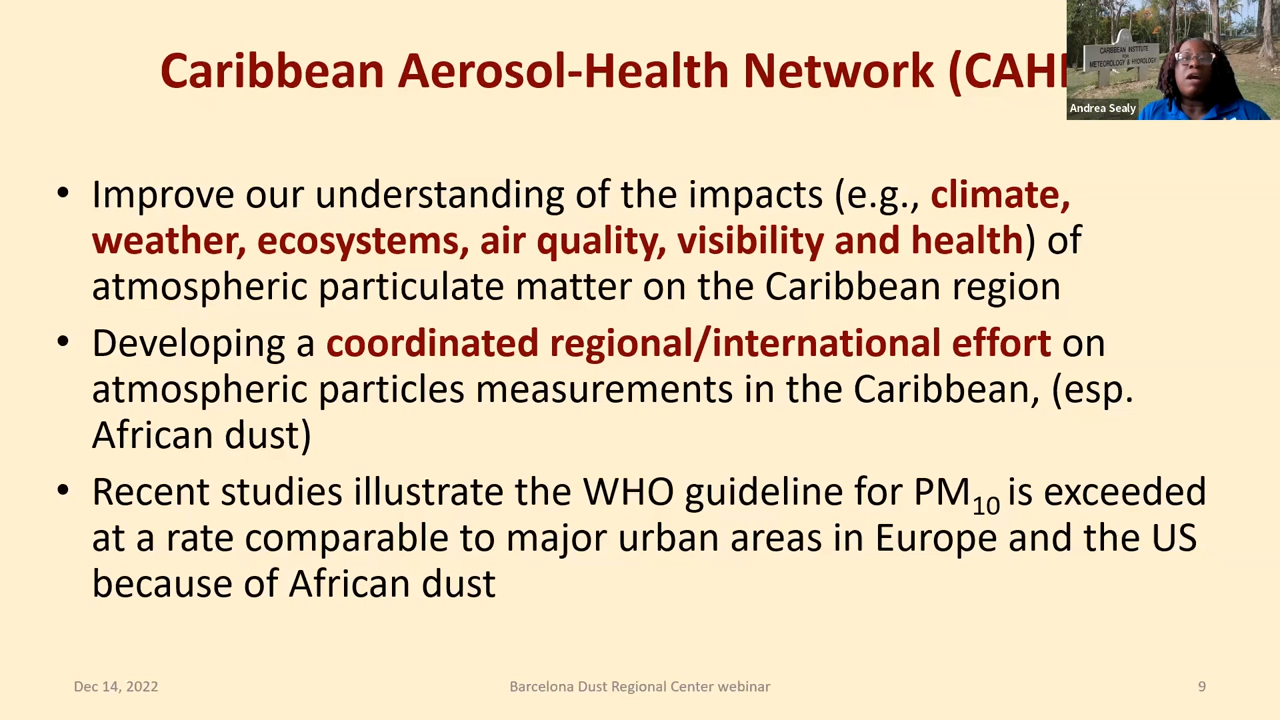 Caribbean Aerosol-Health Network (CAH
CARIBBEAN INSTITUTE
METEOROLOGY & HYDROLOGY
Andrea Sealy
• Improve our understanding of the impacts (e.g., climate,
weather, ecosystems, air quality, visibility and health) of
atmospheric particulate matter on the Caribbean region
• Developing a coordinated regional/international effort on
atmospheric particles measurements in the Caribbean, (esp.
African dust)
• Recent studies illustrate the WHO guideline for PM10 is exceeded
at a rate comparable to major urban areas in Europe and the US
because of African dust
Dec 14, 2022
Barcelona Dust Regional Center webinar
9